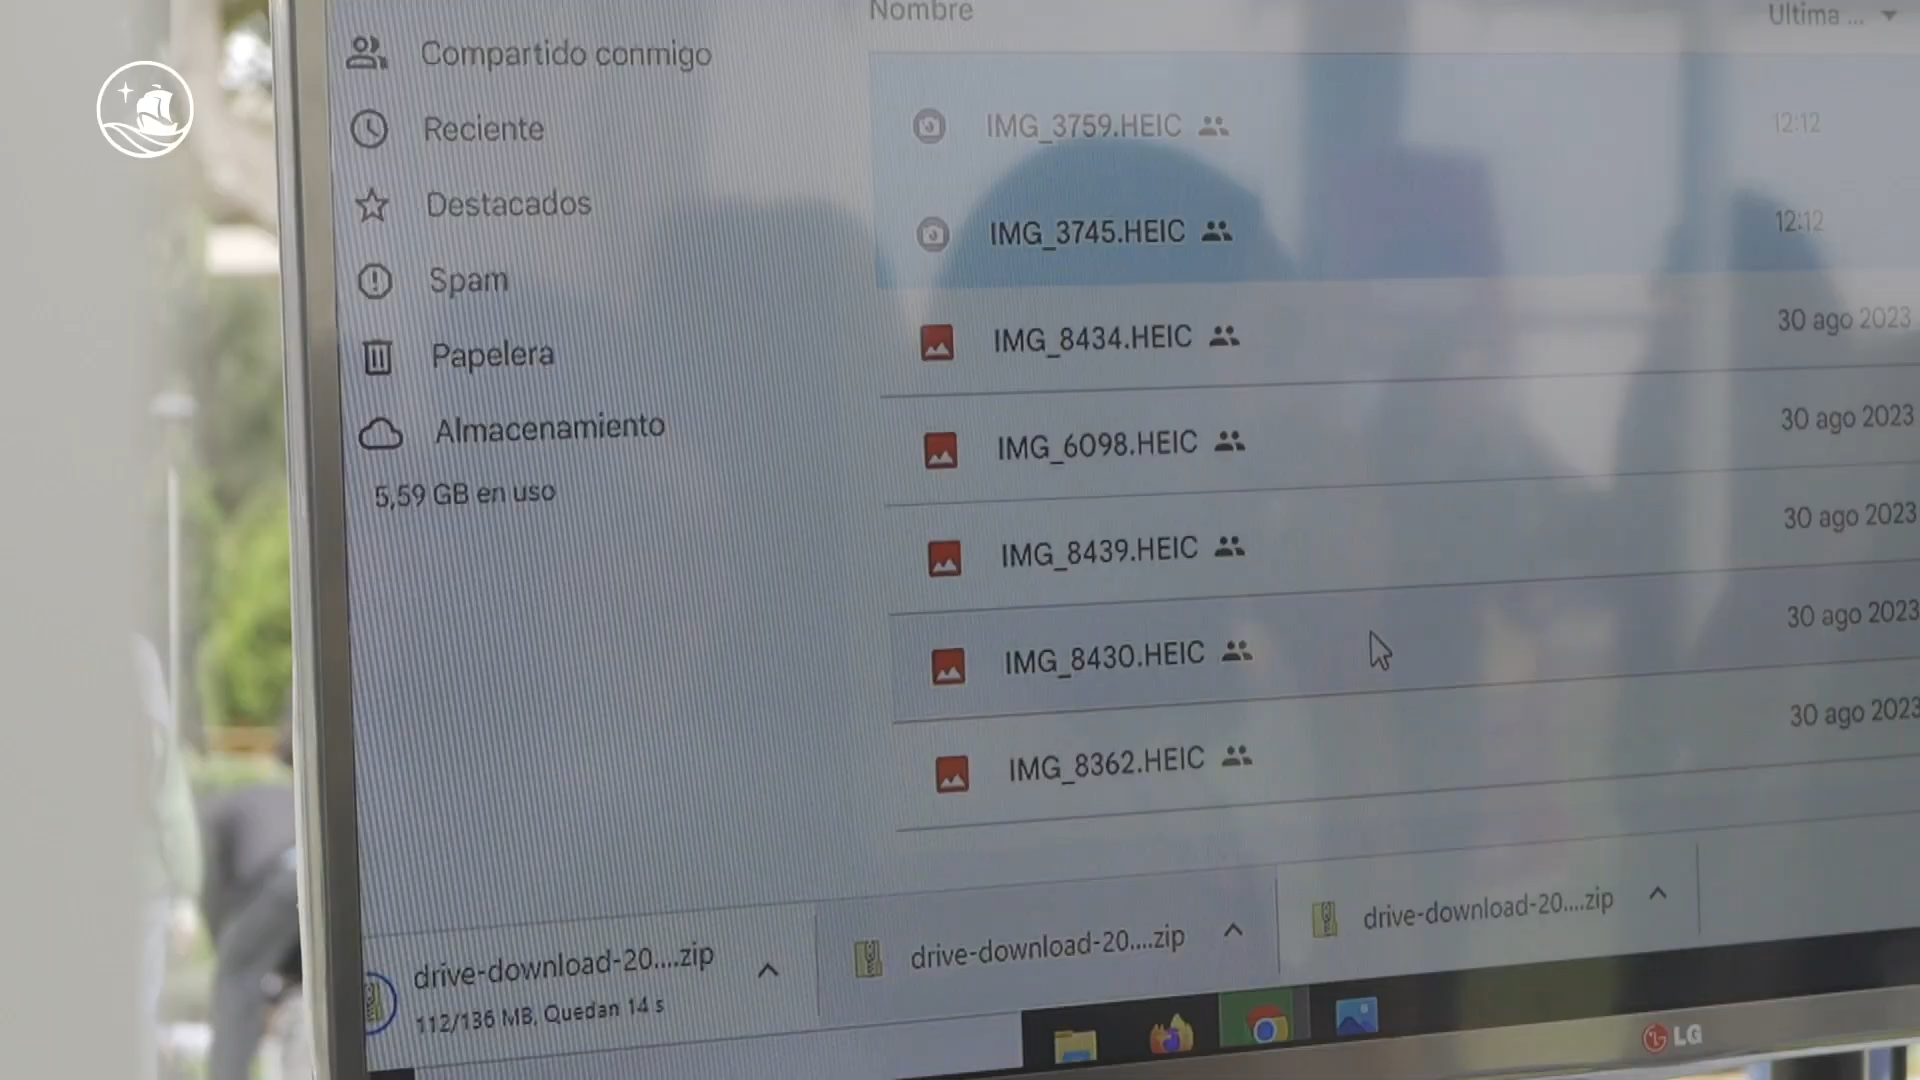 Nombre
Ultima ...
Compartido conmigo
Reciente
Destacados
Spam
Papelera
Almacenamiento
5,59 GB en uso
IMG_3759.HEIC
12:12
IMG_3745.HEIC
12:12
IMG_8434.HEIC
30 ago 2023
IMG_6098.HEIC
30 ago 2023
IMG_8439.HEIC
30 ago 2023
IMG_8430.HEIC
30 ago 2023
IMG_8362.HEIC
30 ago 2023
drive-download-20....zip
112/136 MB, Quedan 14 s
drive-download-20....zip
drive-download-20....zip
LG